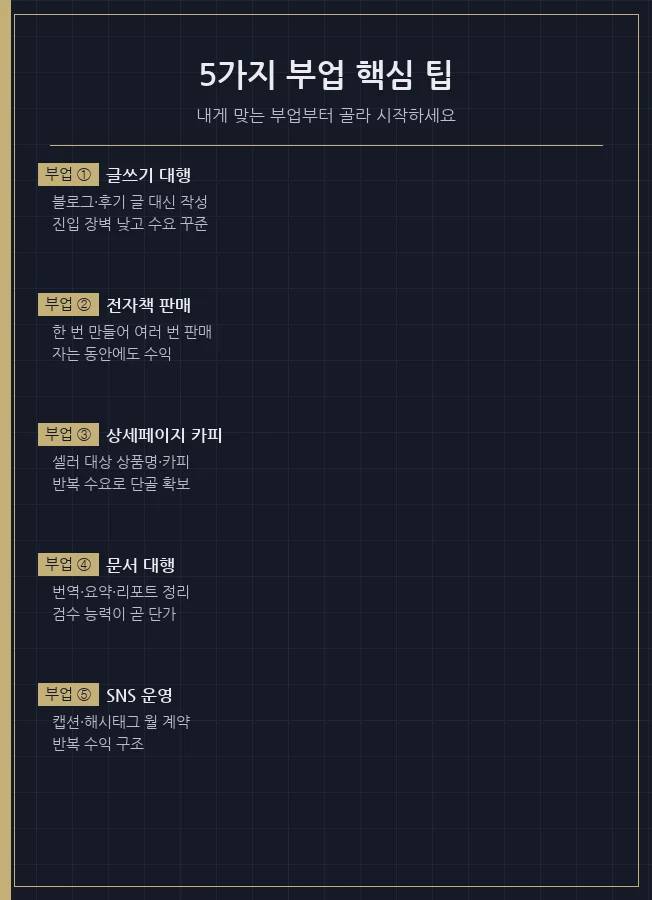 5가지 부업 핵심 팁
내게 맞는 부업부터 골라 시작하세요
부업 ① 글쓰기 대행
블로그·후기 글 대신 작성
진입 장벽 낮고 수요 꾸준
부업 ② 전자책 판매
한 번 만들어 여러 번 판매
자는 동안에도 수익
부업 ③ 상세페이지 카피
셀러 대상 상품명·카피
반복 수요로 단골 확보
부업 ④ 문서 대행
번역·요약·리포트 정리
검수 능력이 곧 단가
부업 ⑤ SNS 운영
캡션·해시태그 월 계약
반복 수익 구조